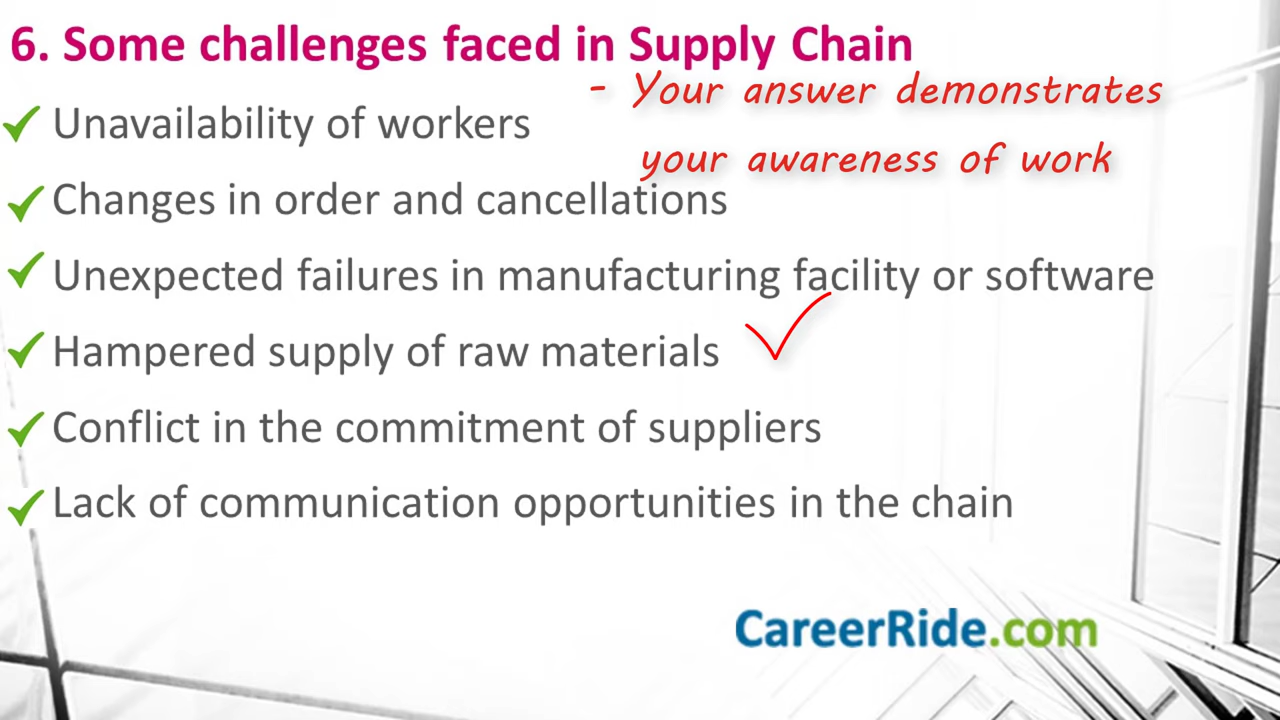 6. Some challenges faced in Supply Chain
- Your answer demonstrates
your awareness of work
Unavailability of workers
Changes in order and cancellations
Unexpected failures in manufacturing facility or software
Hampered supply of raw materials
Conflict in the commitment of suppliers
Lack of communication opportunities in the chain
CareerRide.com